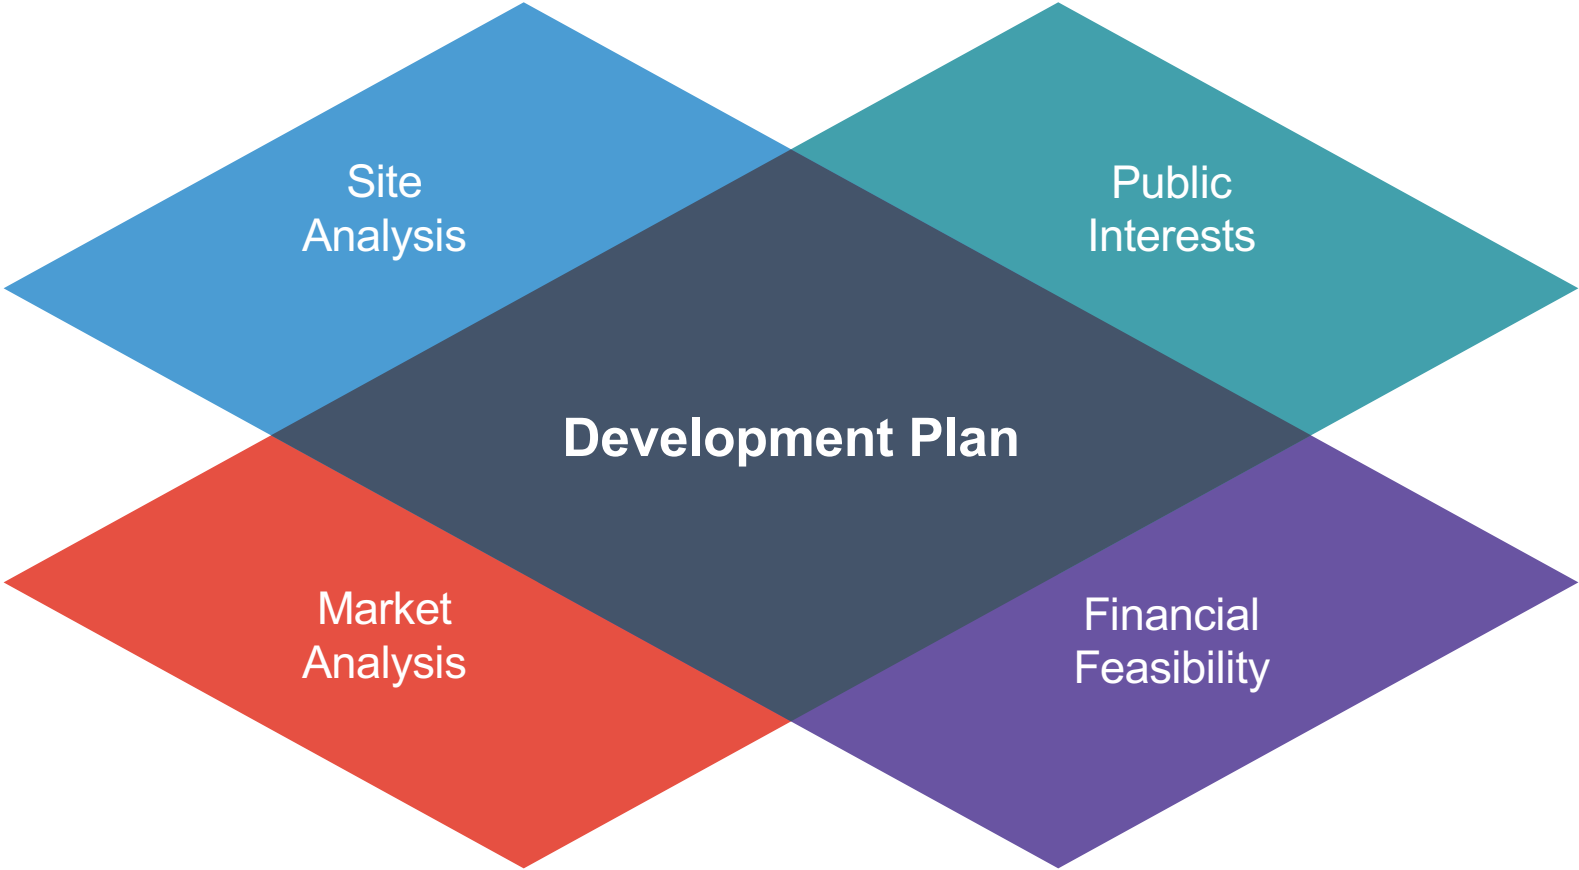 Site
Analysis
Public
Interests
Development Plan
Market
Analysis
Financial
Feasibility